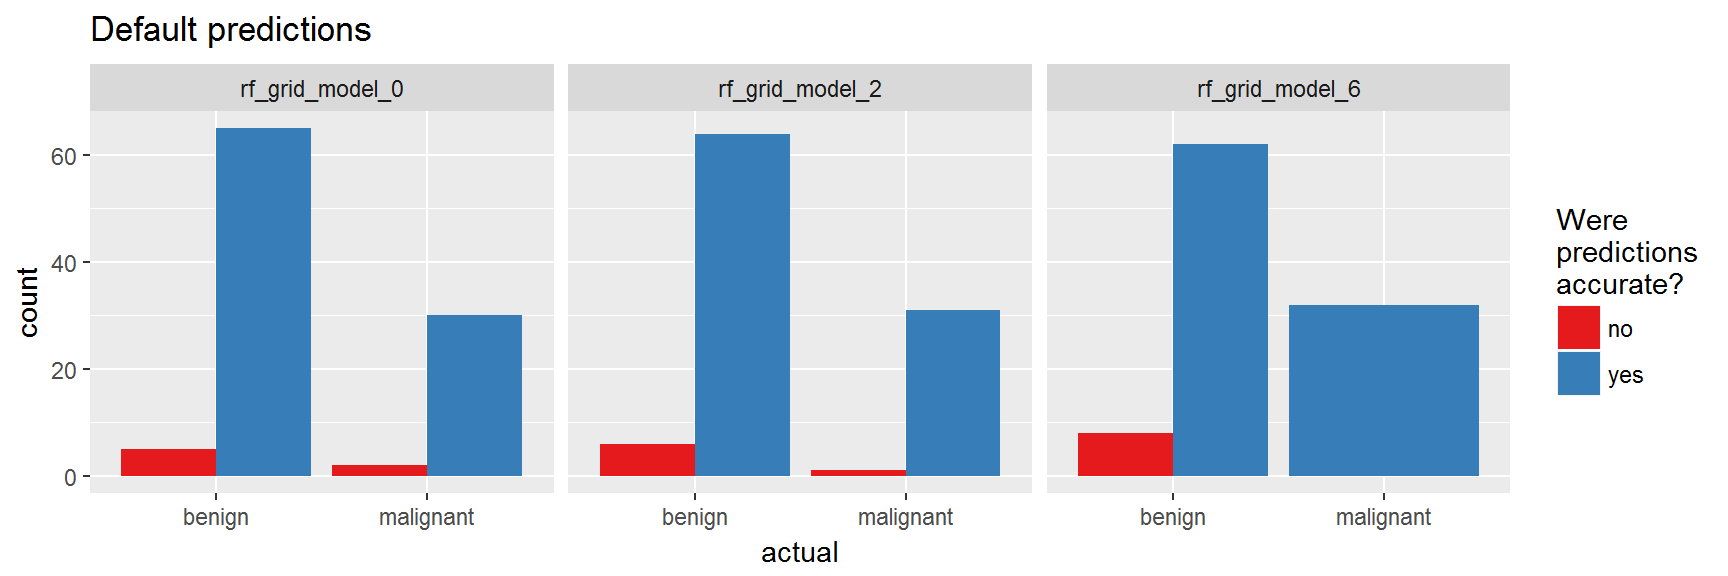 Default predictions
rf_grid_model_0
rf_grid_model_2
rf_grid_model_6
count
60
40
20
0
benign
malignant
benign
malignant
benign
malignant
actual
Were
predictions
accurate?
no
yes